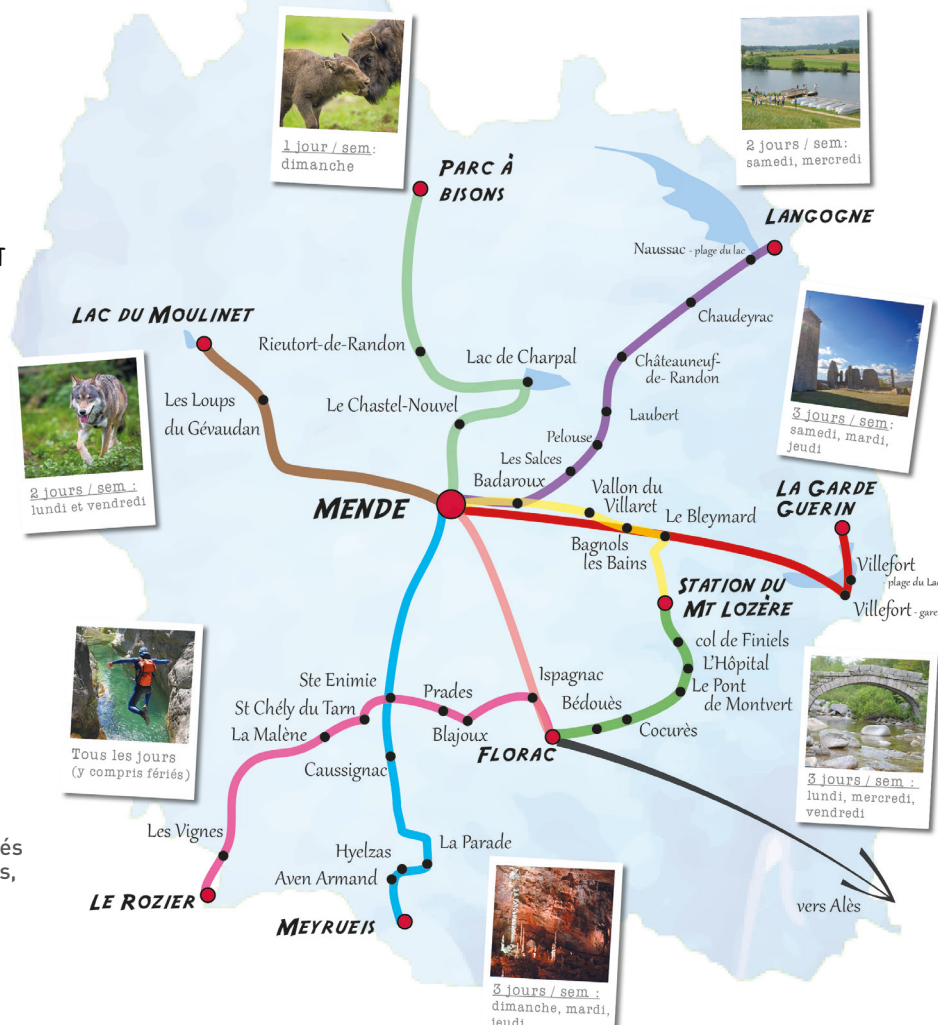 1 jour / sem:
dimanche
2 jours / sem:
samedi, mercredi
PARC À
BISONS
LANGOGNE
Naussac - plage du lac
T
LAC DU MOULINET
Chaudeyrac
Rieutort-de-Randon
Lac de Charpal
Châteauneuf-
de- Randon
Les Loups
du Gévaudan
Le Chastel-Nouvel
Laubert
3 jours / sem:
samedi, mardi,
jeudi
Pelouse
Les Salces
2 jours / sem :
lundi et vendredi
MENDE
Badaroux
Vallon du
Villaret
Le Bleymard
LA GARDE
GUERIN
Bagnols
les Bains
Villefort
- plage du Lac
Villefort - gare
STATION DU
MT LOZÈRE
col de Finiels
L'Hôpital
Le Pont
de Montvert
Ste Enimie
Prades
Ispagnac
Bédouès
St Chély du Tarn
La Malène
Blajoux
Cocurès
FLORAC
Tous les jours
(y compris fériés)
Caussignac
3 jours / sem :
lundi, mercredi,
vendredi
Les Vignes
La Parade
Hyelzas
Aven Armand
és
s,
LE ROZIER
MEYRUEIS
vers Alès
3 jours / sem :
dimanche, mardi,
jeudi